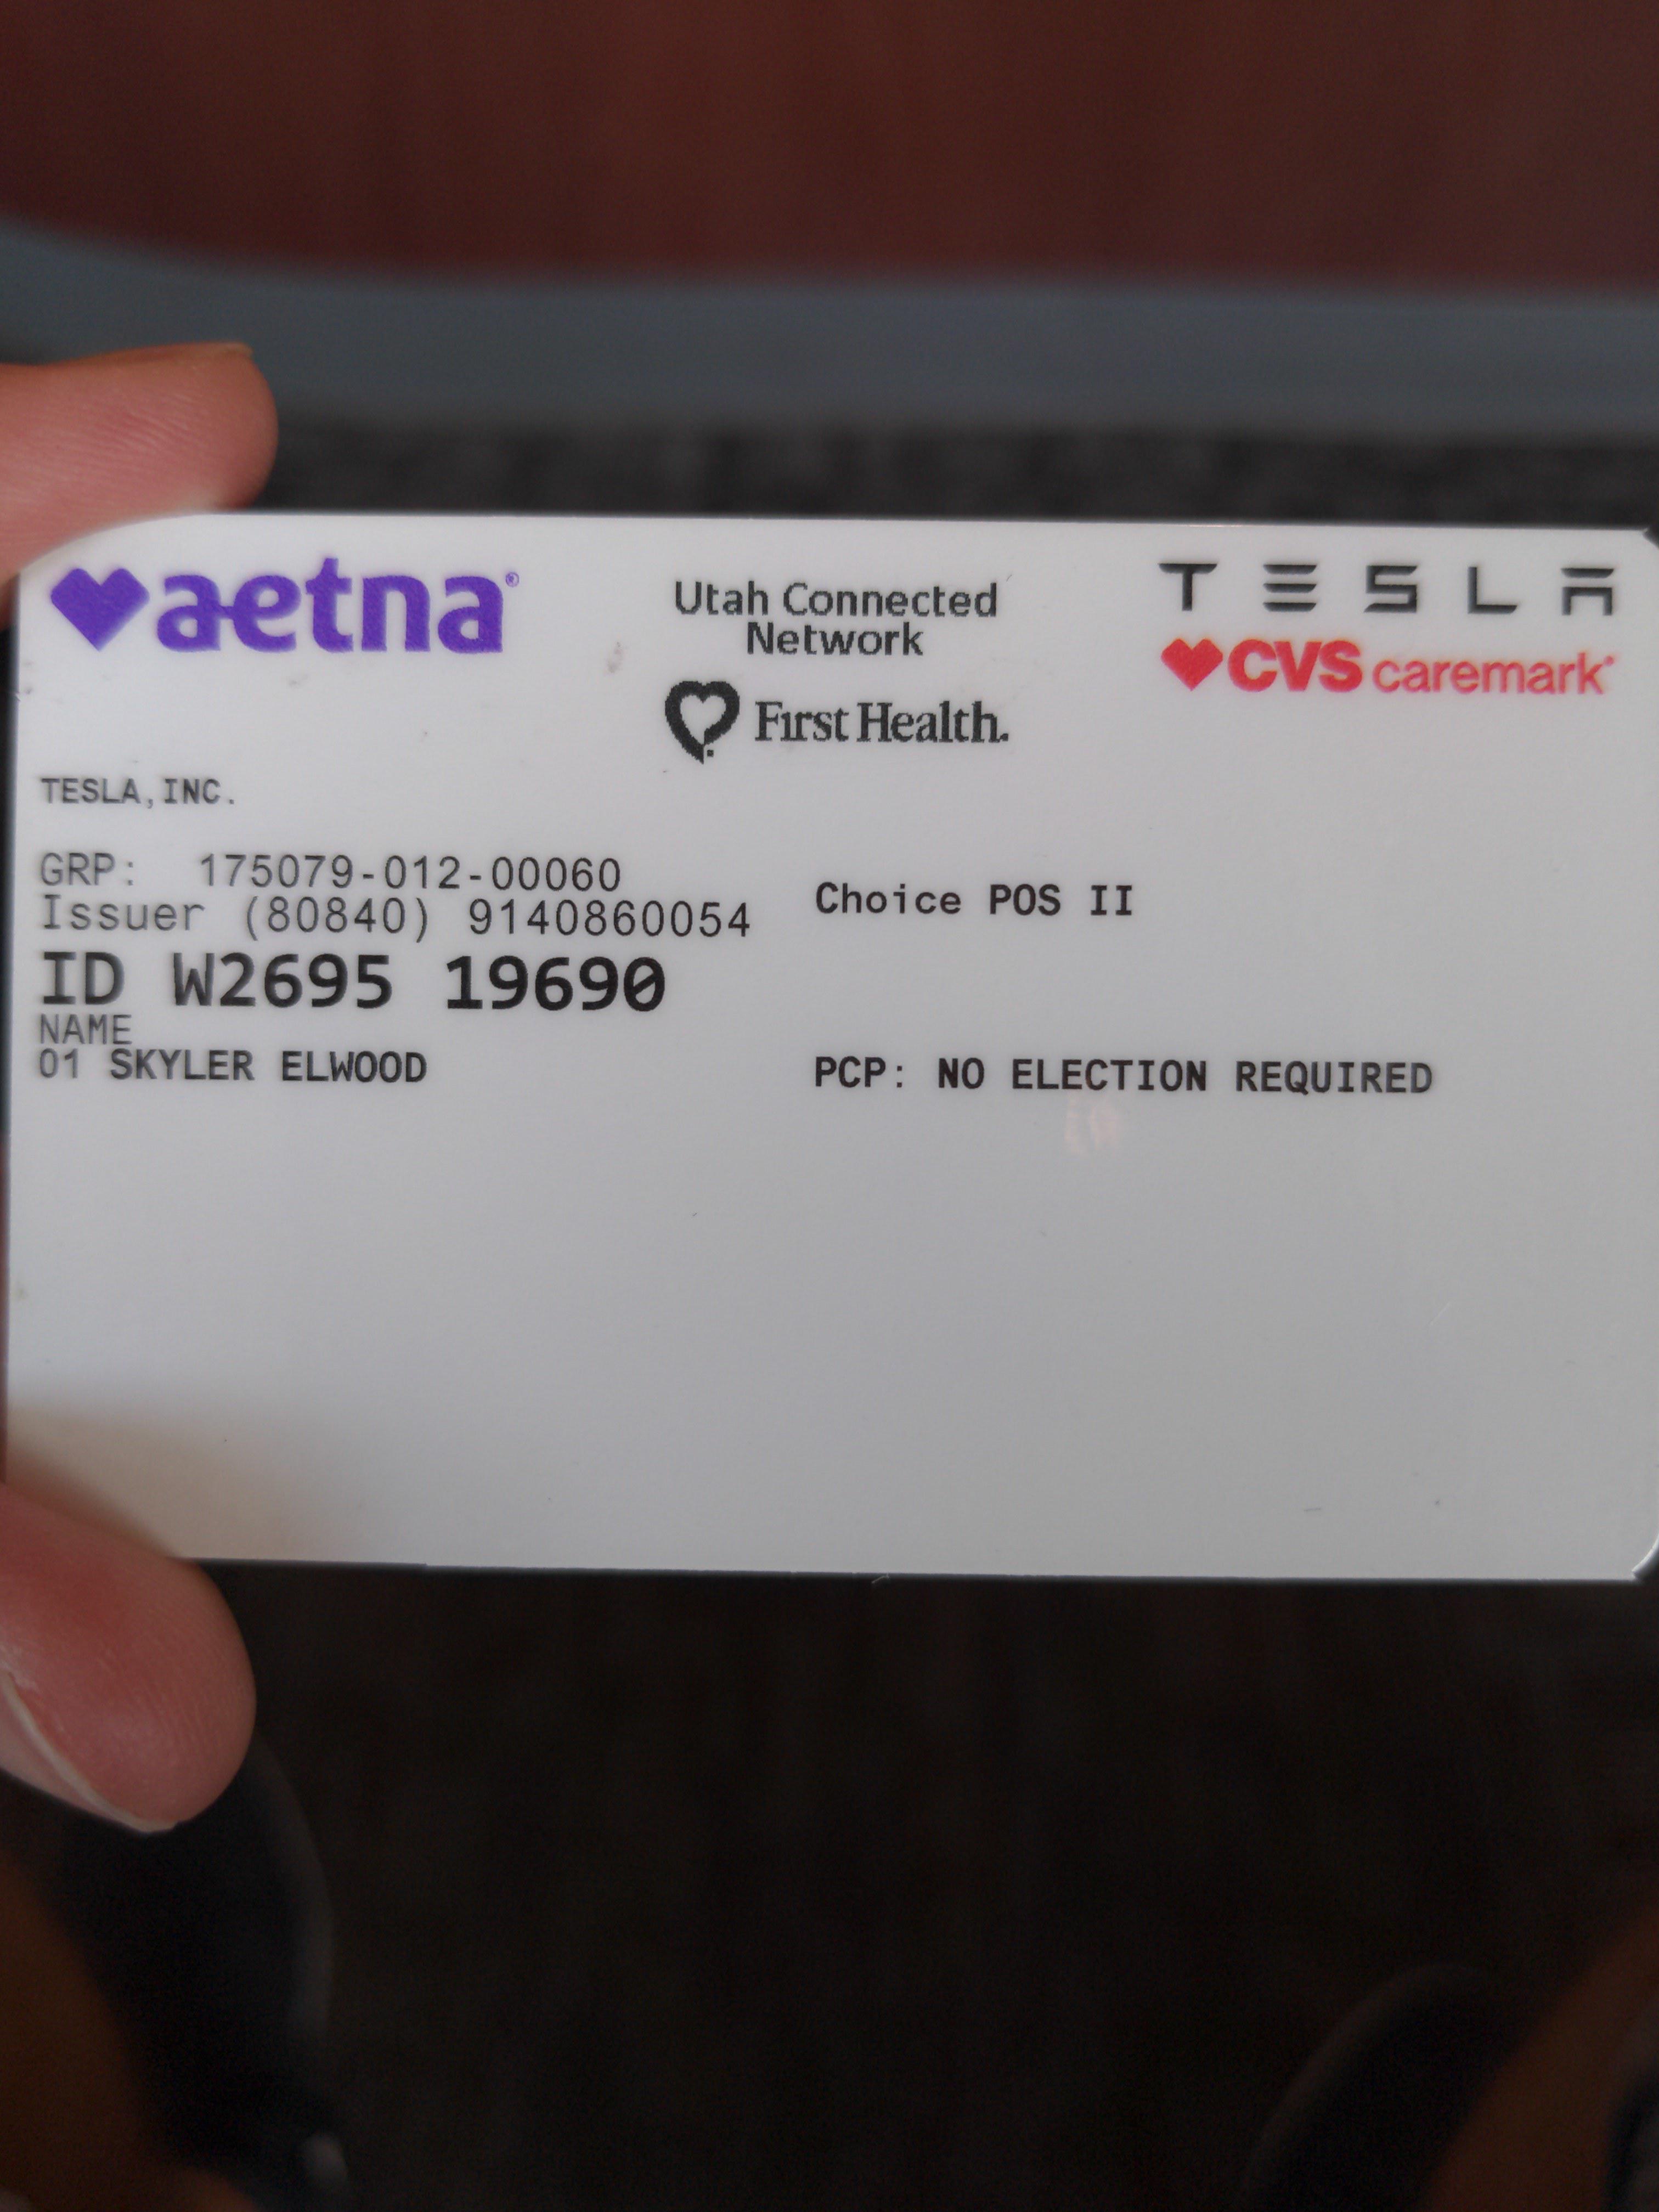 aetna®
Utah Connected
Network
First Health.
TESLA
CVS caremark®
TESLA,INC.
GRP: 175079-012-00060
Issuer (80840) 9140860054
Choice POS II
ID W2695 19690
NAME
01 SKYLER ELWOOD
PCP: NO ELECTION REQUIRED